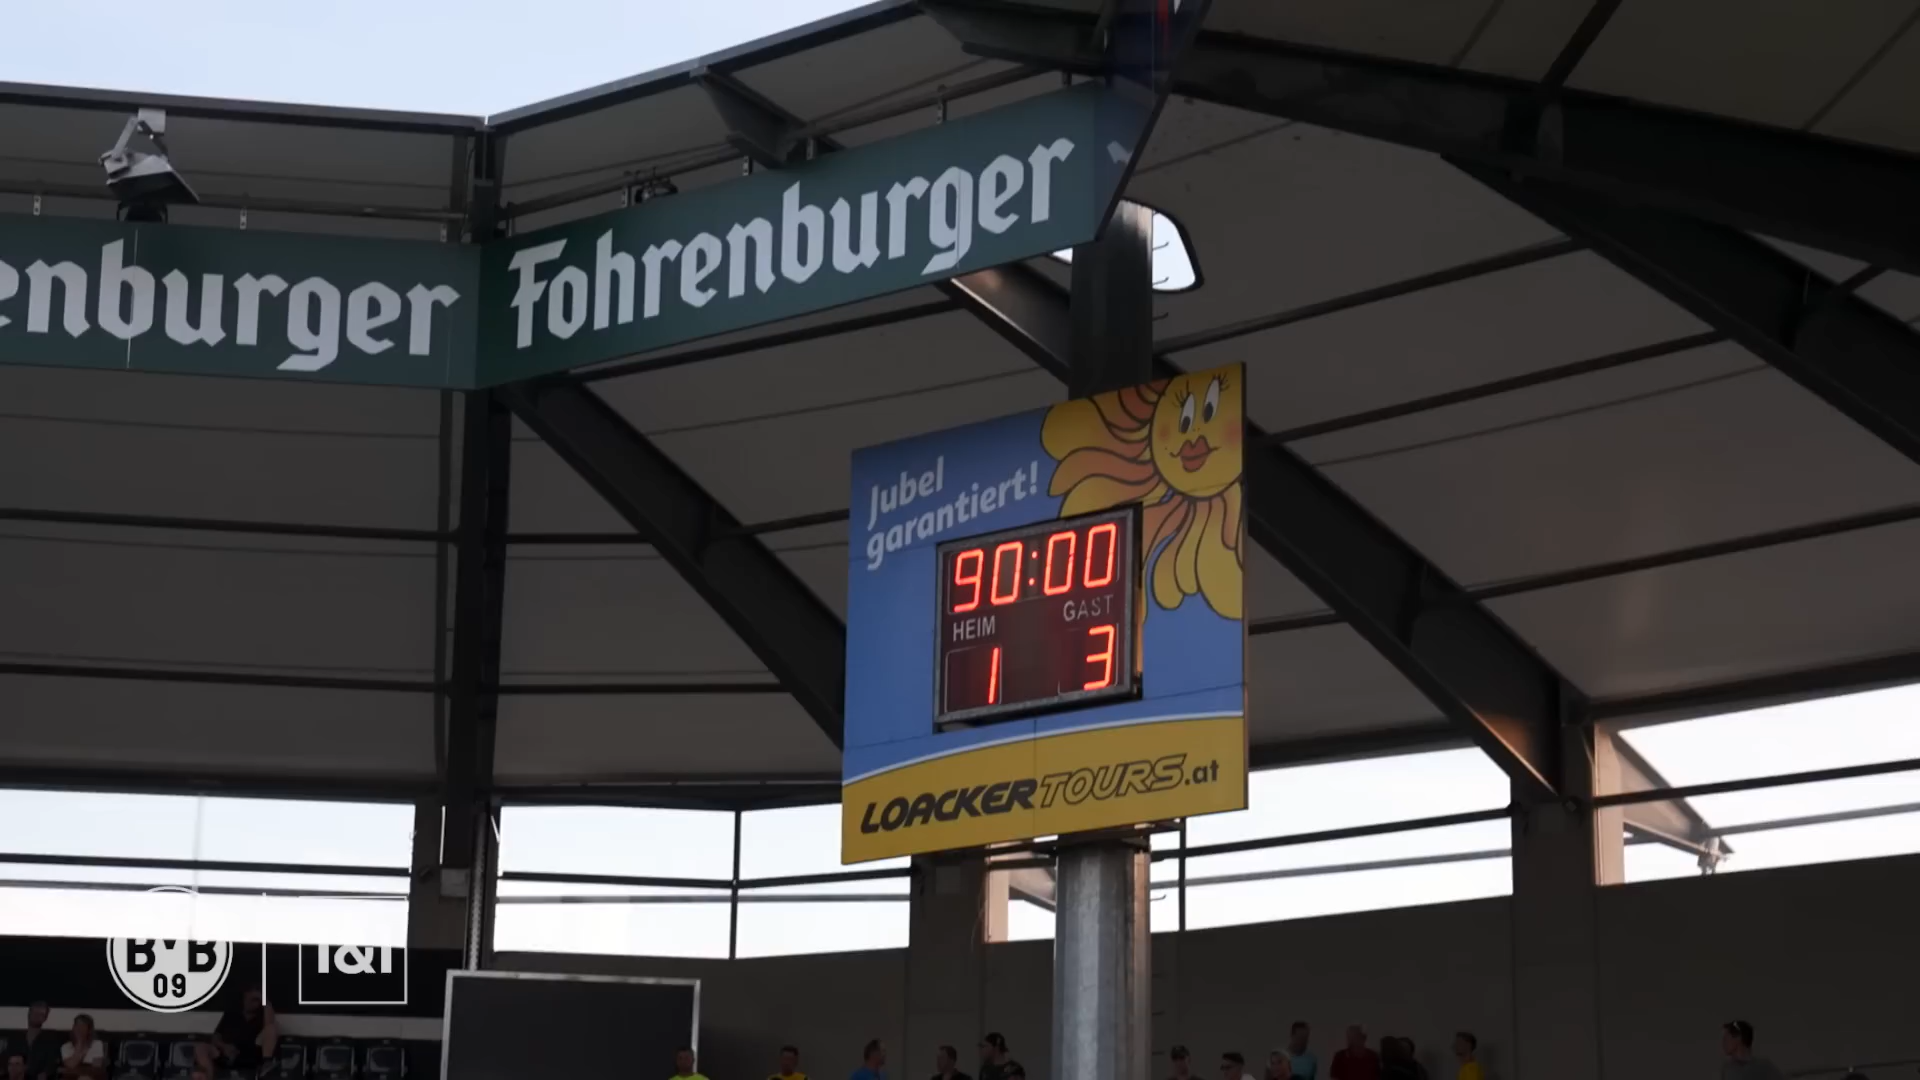 enburger
Fohrenburger
Jubel
garantiert!
90:00
HEIM GAST
1 3
LOACKERTOURS.at
BVB
09
1&1